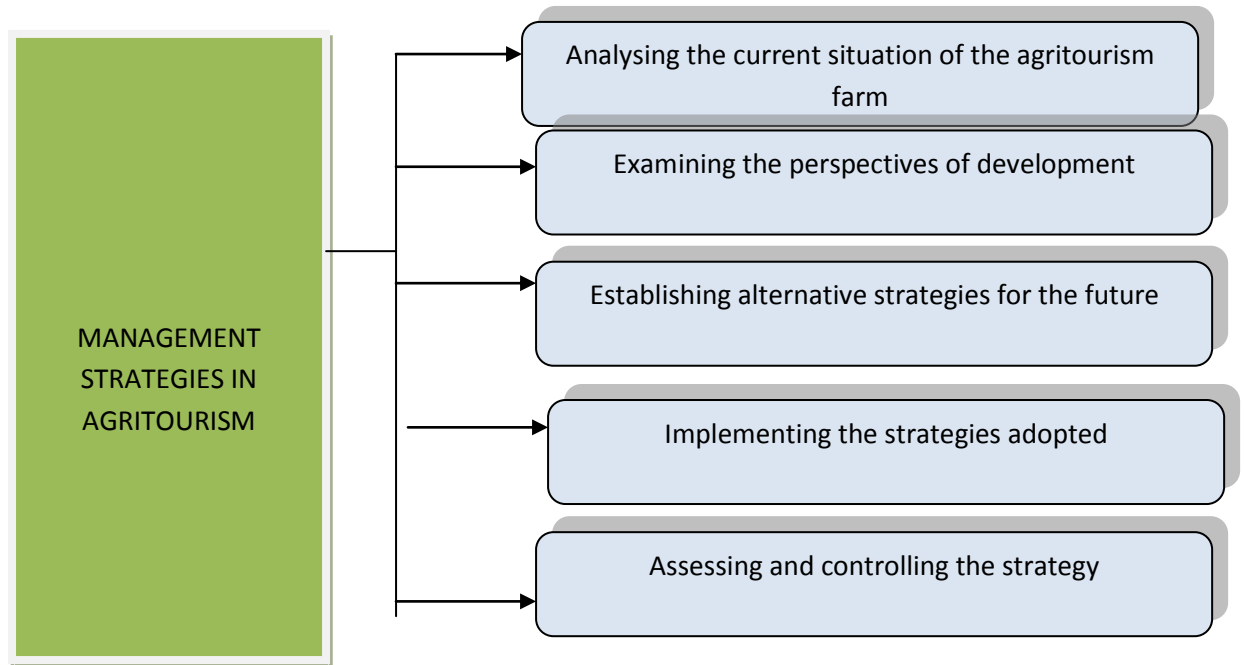 MANAGEMENT
STRATEGIES IN
AGRITOURISM
Analysing the current situation of the agritourism
farm
Examining the perspectives of development
Establishing alternative strategies for the future
Implementing the strategies adopted
Assessing and controlling the strategy